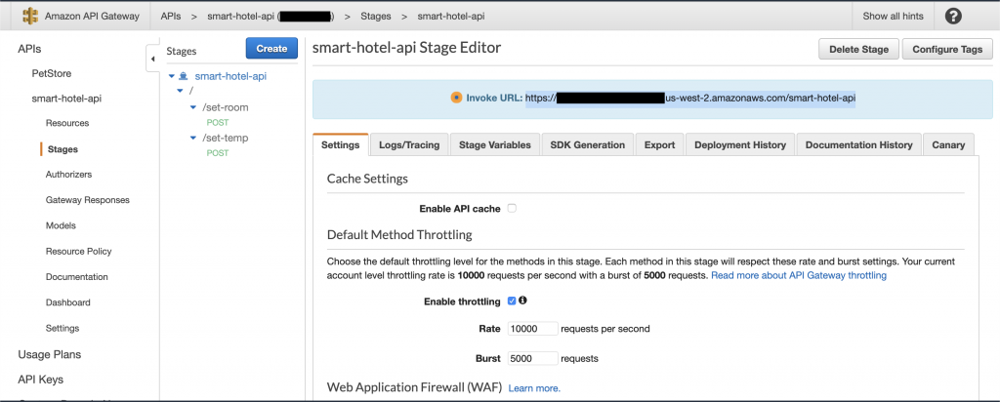 Amazon API Gateway APIs > smart-hotel-api ( ) > Stages > smart-hotel-api Show all hints ?
APIs
PetStore
smart-hotel-api
Resources
Stages
Authorizers
Gateway Responses
Models
Resource Policy
Documentation
Dashboard
Settings
Usage Plans
API Keys
Stages Create
smart-hotel-api
/
/set-room
POST
/set-temp
POST
smart-hotel-api Stage Editor Delete Stage Configure Tags
Invoke URL: https:// us-west-2.amazonaws.com/smart-hotel-api
Settings Logs/Tracing Stage Variables SDK Generation Export Deployment History Documentation History Canary
Cache Settings
Enable API cache
Default Method Throttling
Choose the default throttling level for the methods in this stage. Each method in this stage will respect these rate and burst settings. Your current
account level throttling rate is 10000 requests per second with a burst of 5000 requests. Read more about API Gateway throttling
Enable throttling
Rate 10000 requests per second
Burst 5000 requests
Web Application Firewall (WAF) Learn more.